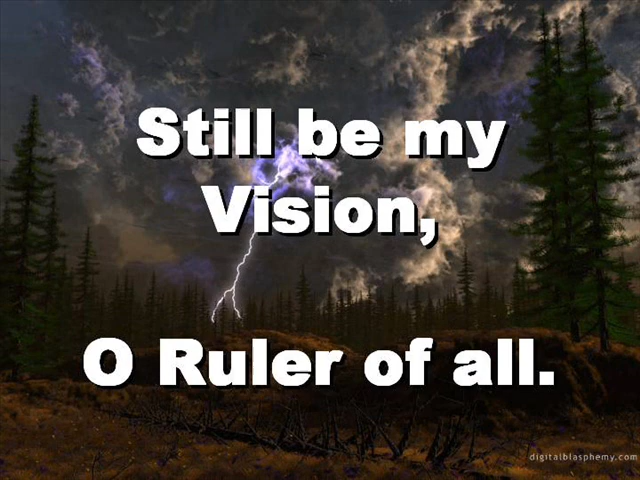 Still be my
Vision,
O Ruler of all.
digitalblasphemy.com